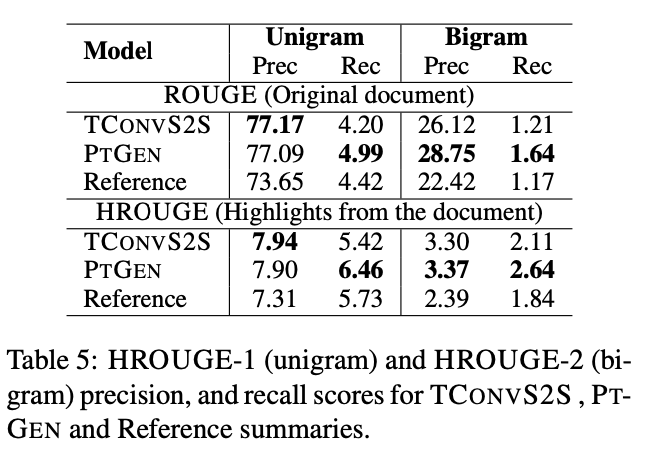 Model Unigram Bigram
Prec Rec Prec Rec
ROUGE (Original document)
TCONVS2S 77.17 4.20 26.12 1.21
PTGEN 77.09 4.99 28.75 1.64
Reference 73.65 4.42 22.42 1.17
HROUGE (Highlights from the document)
TCONVS2S 7.94 5.42 3.30 2.11
PTGEN 7.90 6.46 3.37 2.64
Reference 7.31 5.73 2.39 1.84
Table 5: HROUGE-1 (unigram) and HROUGE-2 (bi-
gram) precision, and recall scores for TCONVS2S , PT-
GEN and Reference summaries.